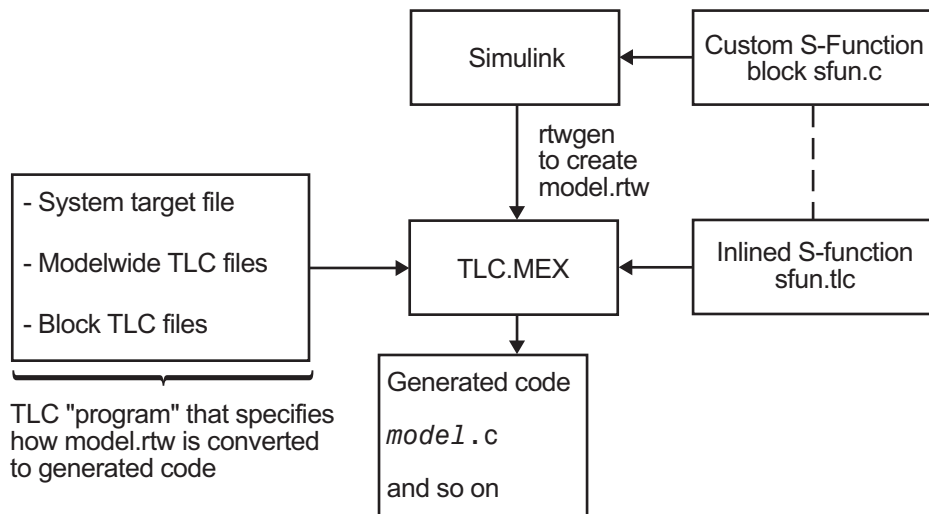 Simulink
Custom S-Function
block sfun.c
rtwgen
to create
model.rtw
- System target file
- Modelwide TLC files
- Block TLC files
TLC.MEX
Inlined S-function
sfun.tlc
TLC "program" that specifies
how model.rtw is converted
to generated code
Generated code
model.c
and so on